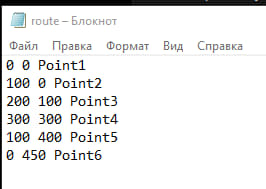 route – Блокнот
Файл Правка Формат Вид Справка
0 0 Point1
100 0 Point2
200 100 Point3
300 300 Point4
100 400 Point5
0 450 Point6